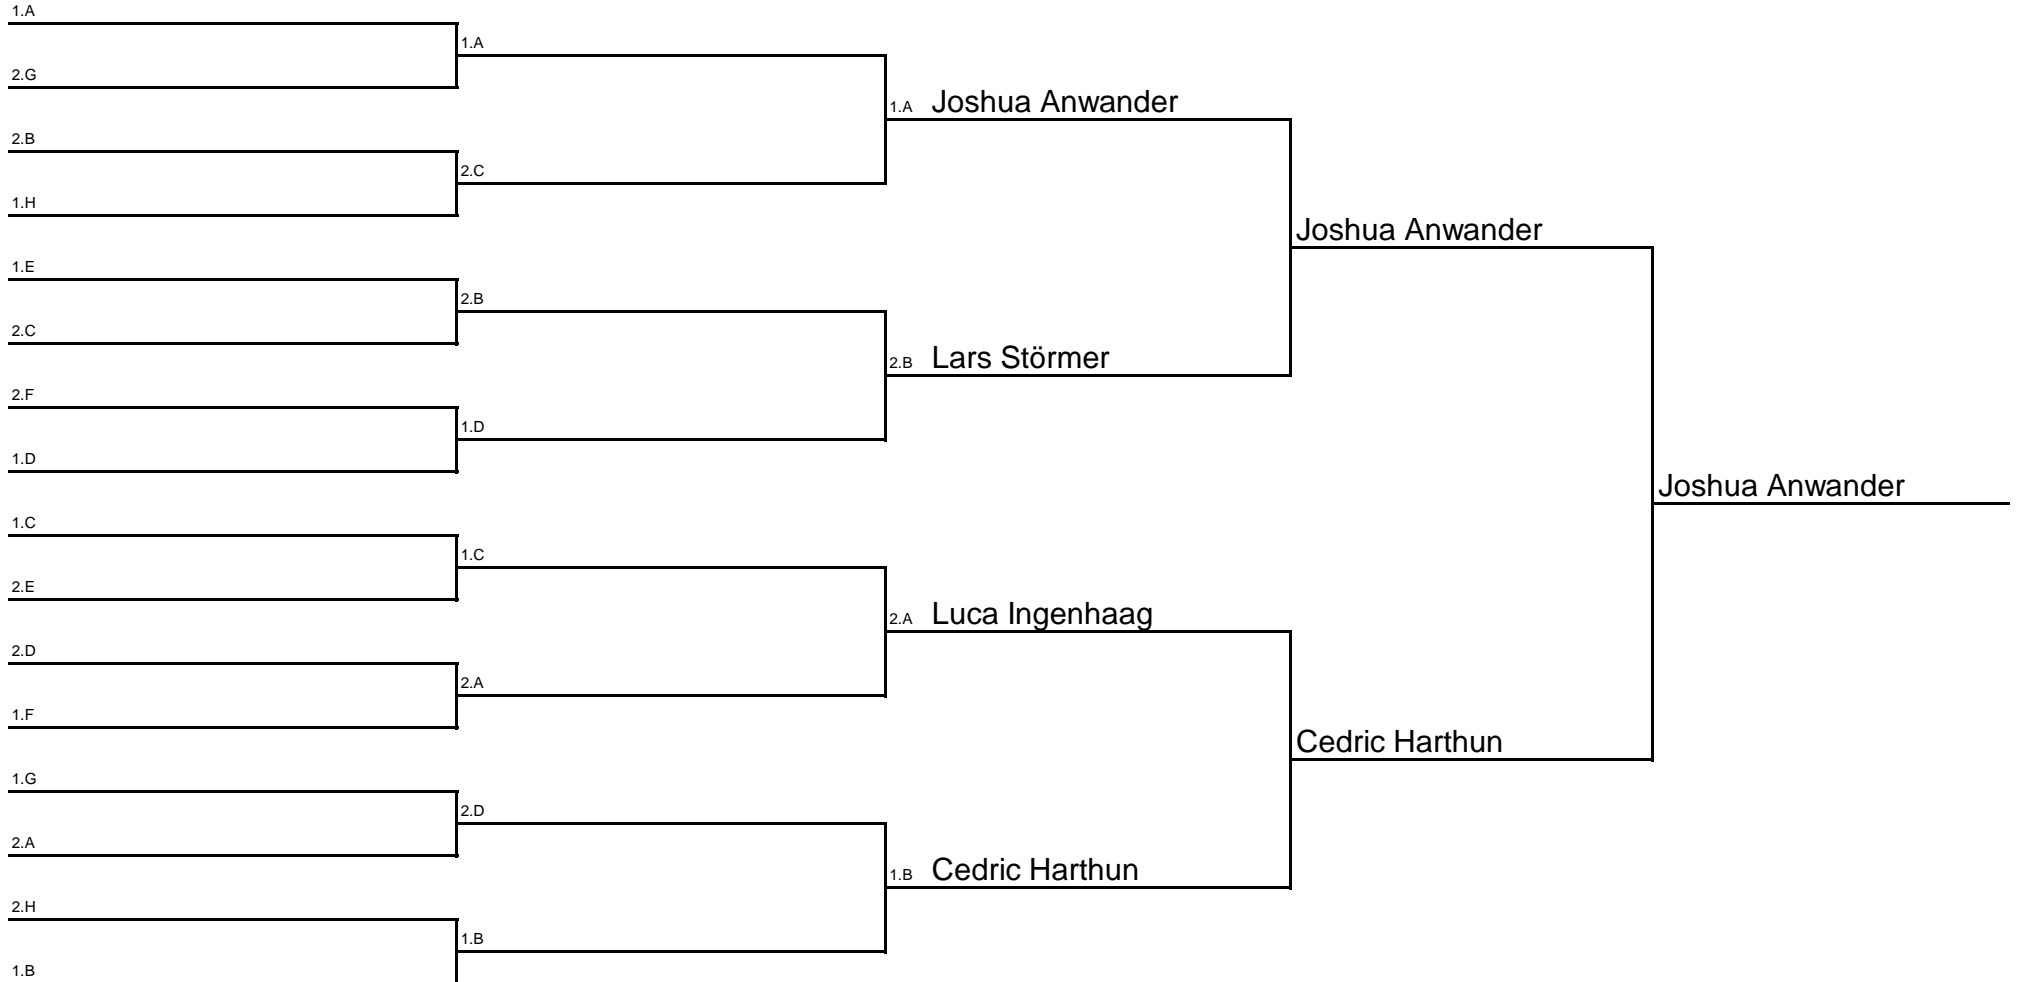 1.A
1.A
2.G
1.A Joshua Anwander
2.B
2.C
1.H
Joshua Anwander
1.E
2.B
2.C
2.B Lars Störmer
2.F
1.D
1.D
Joshua Anwander
1.C
1.C
2.E
2.A Luca Ingenhaag
2.D
2.A
1.F
Cedric Harthun
1.G
2.D
2.A
1.B Cedric Harthun
2.H
1.B
1.B